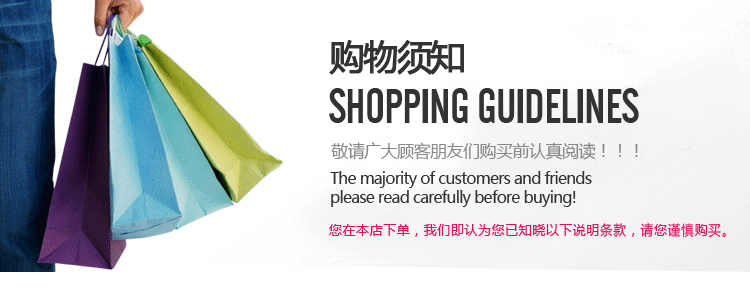 购物须知
SHOPPING GUIDELINES
敬请广大顾客朋友们购买前认真阅读！！！
The majority of customers and friends
please read carefully before buying!
您在本店下单，我们即认为您已知晓以下说明条款，请您谨慎购买。